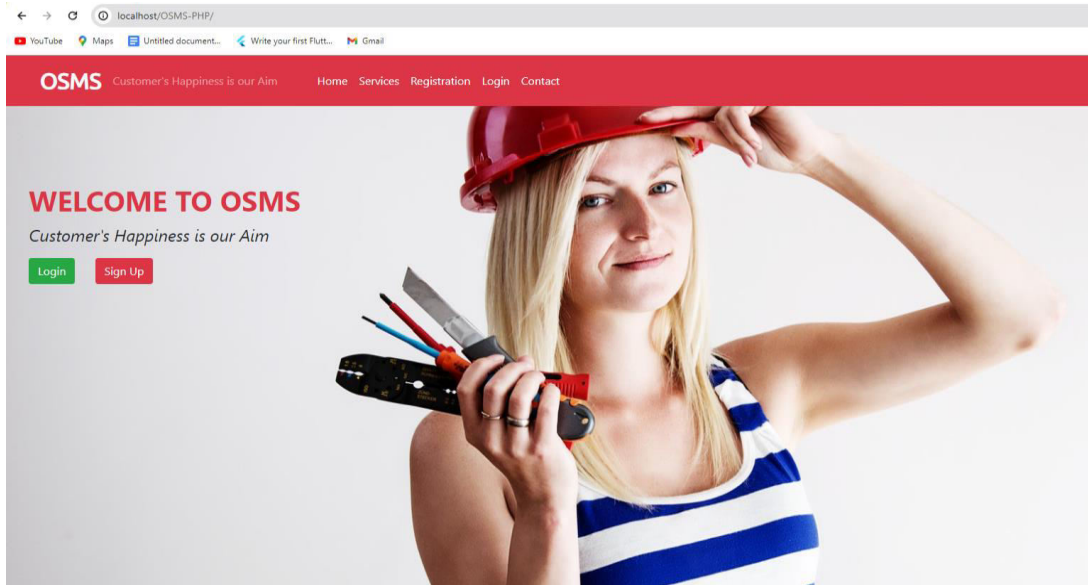 localhost/OSMS-PHP/
YouTube Maps Untitled document... Write your first Flutt... Gmail
OSMS Customer's Happiness is our Aim Home Services Registration Login Contact
WELCOME TO OSMS
Customer's Happiness is our Aim
Login Sign Up